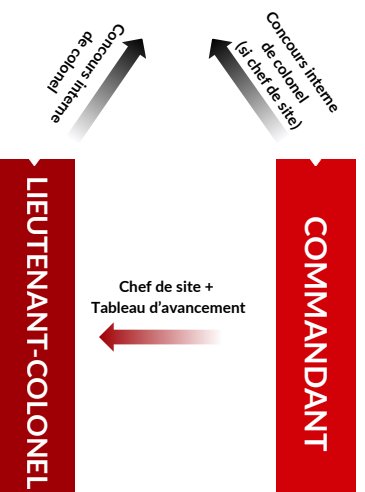 Concours interne
de colonel
Concours interne
de colonel
(si chef de site)
LIEUTENANT-COLONEL
Chef de site +
Tableau d’avancement
COMMANDANT